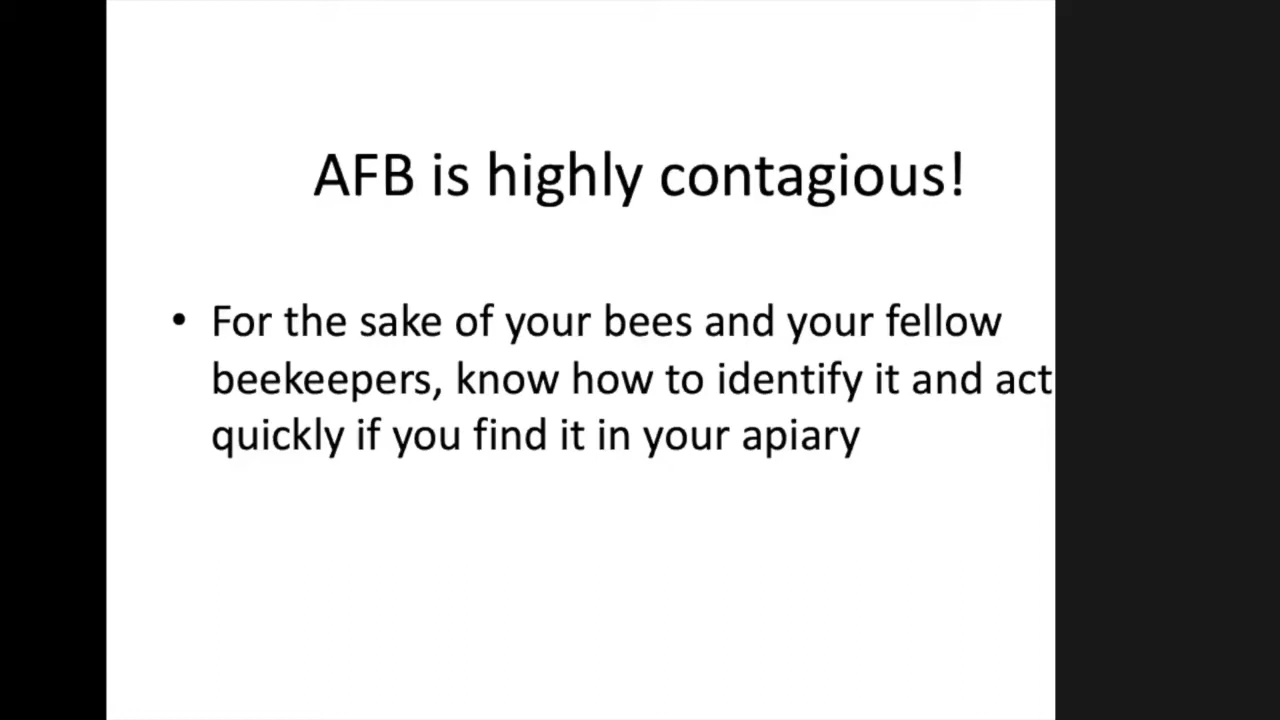 AFB is highly contagious!
• For the sake of your bees and your fellow
beekeepers, know how to identify it and act
quickly if you find it in your apiary